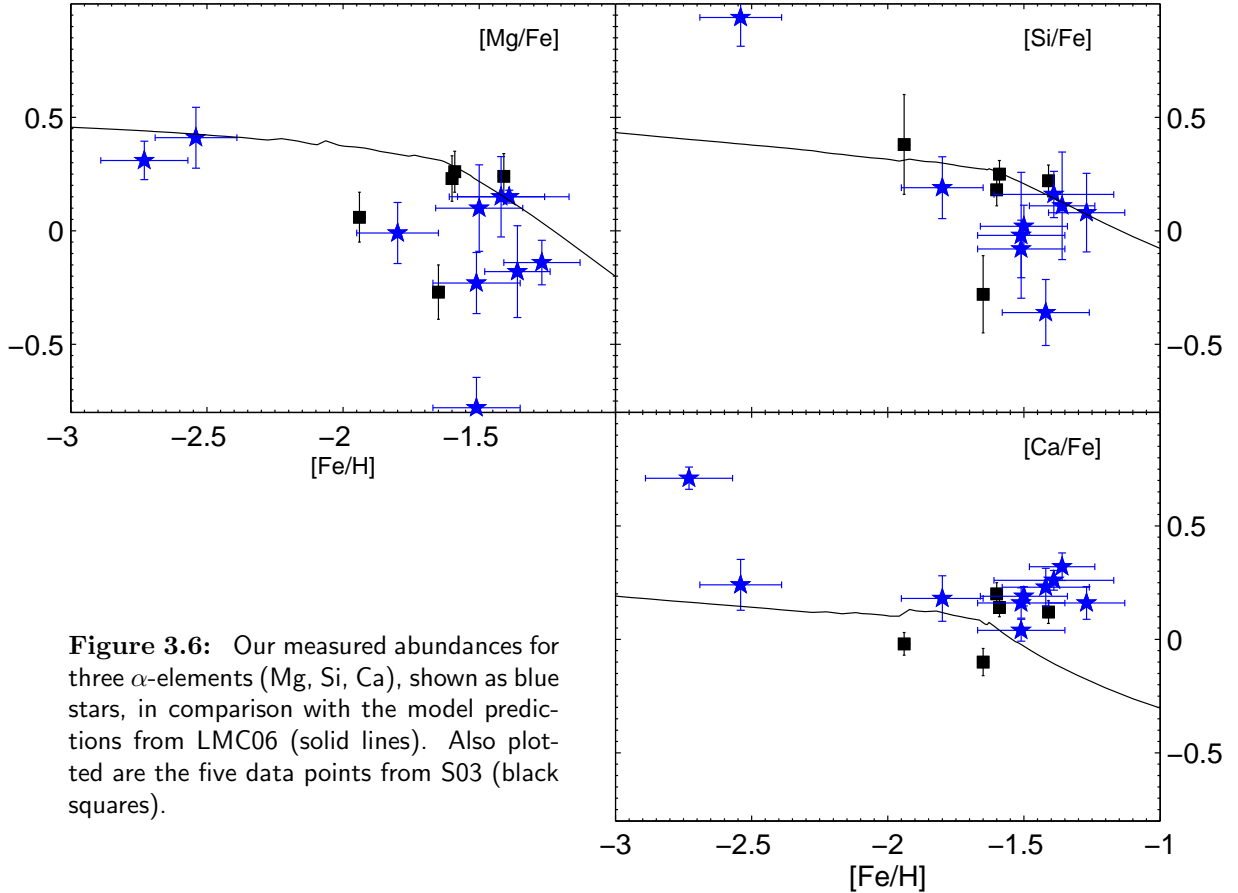 [Mg/Fe]
[Si/Fe]
0.5
0
−0.5
0.5
0
−0.5
−3
−2.5
−2
−1.5
[Fe/H]
[Ca/Fe]
0.5
0
−0.5
−3
−2.5
−2
−1.5
−1
[Fe/H]
Figure 3.6: Our measured abundances for
three α-elements (Mg, Si, Ca), shown as blue
stars, in comparison with the model predic-
tions from LMC06 (solid lines). Also plot-
ted are the five data points from S03 (black
squares).